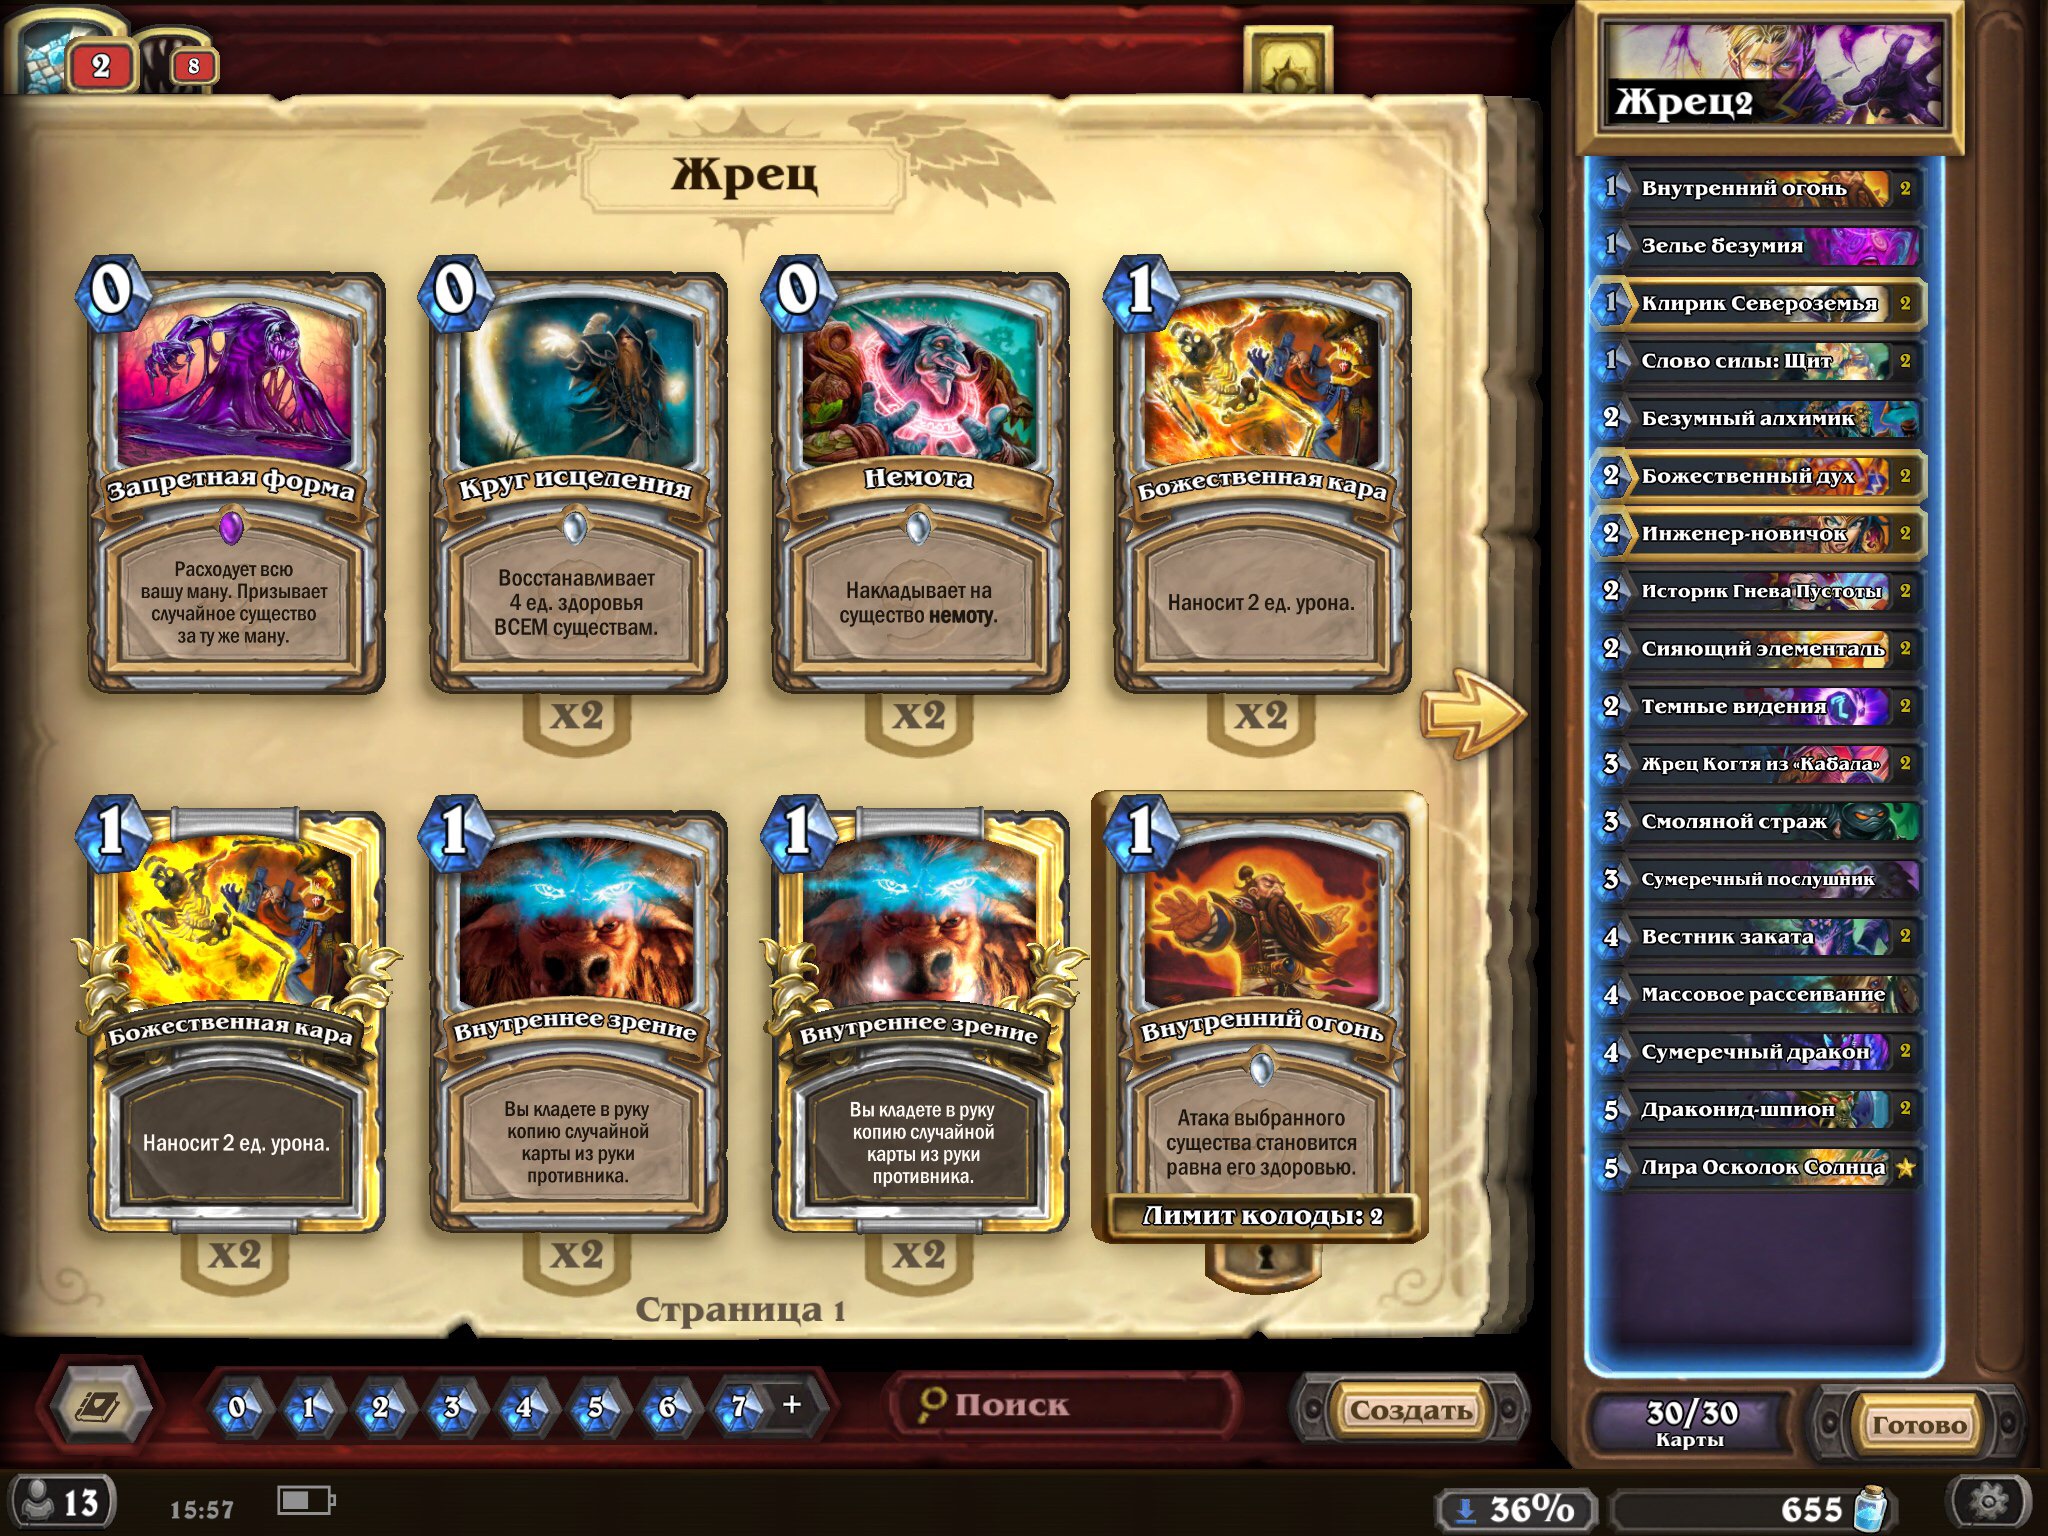 2
8
Жрец
0
Запретная форма
Расходует всю
вашу ману. Призывает
случайное существо
за ту же ману.
0
Круг исцеления
Восстанавливает
4 ед. здоровья
ВСЕМ существам.
X2
0
Немота
Накладывает на
существо немоту.
X2
1
Божественная кара
Наносит 2 ед. урона.
X2
1
Божественная кара
Наносит 2 ед. урона.
X2
1
Внутреннее зрение
Вы кладете в руку
копию случайной
карты из руки
противника.
X2
1
Внутреннее зрение
Вы кладете в руку
копию случайной
карты из руки
противника.
X2
1
Внутренний огонь
Атака выбранного
существа становится
равна его здоровью.
Лимит колоды: 2
Страница 1
0 1 2 3 4 5 6 7 +
Поиск
Создать
Жрец2
1 Внутренний огонь 2
1 Зелье безумия
1 Клирик Североземья 2
1 Слово силы: Щит 2
2 Безумный алхимик
2 Божественный дух 2
2 Инженер-новичок 2
2 Историк Гнева Пустоты 2
2 Сияющий элементаль 2
2 Темные видения 2
3 Жрец Когтя из «Кабала» 2
3 Смоляной страж
3 Сумеречный послушник
4 Вестник заката 2
4 Массовое рассеивание
4 Сумеречный дракон 2
5 Драконид-шпион 2
5 Лира Осколок Солнца
30/30
Карты
Готово
13
15:57
36%
655